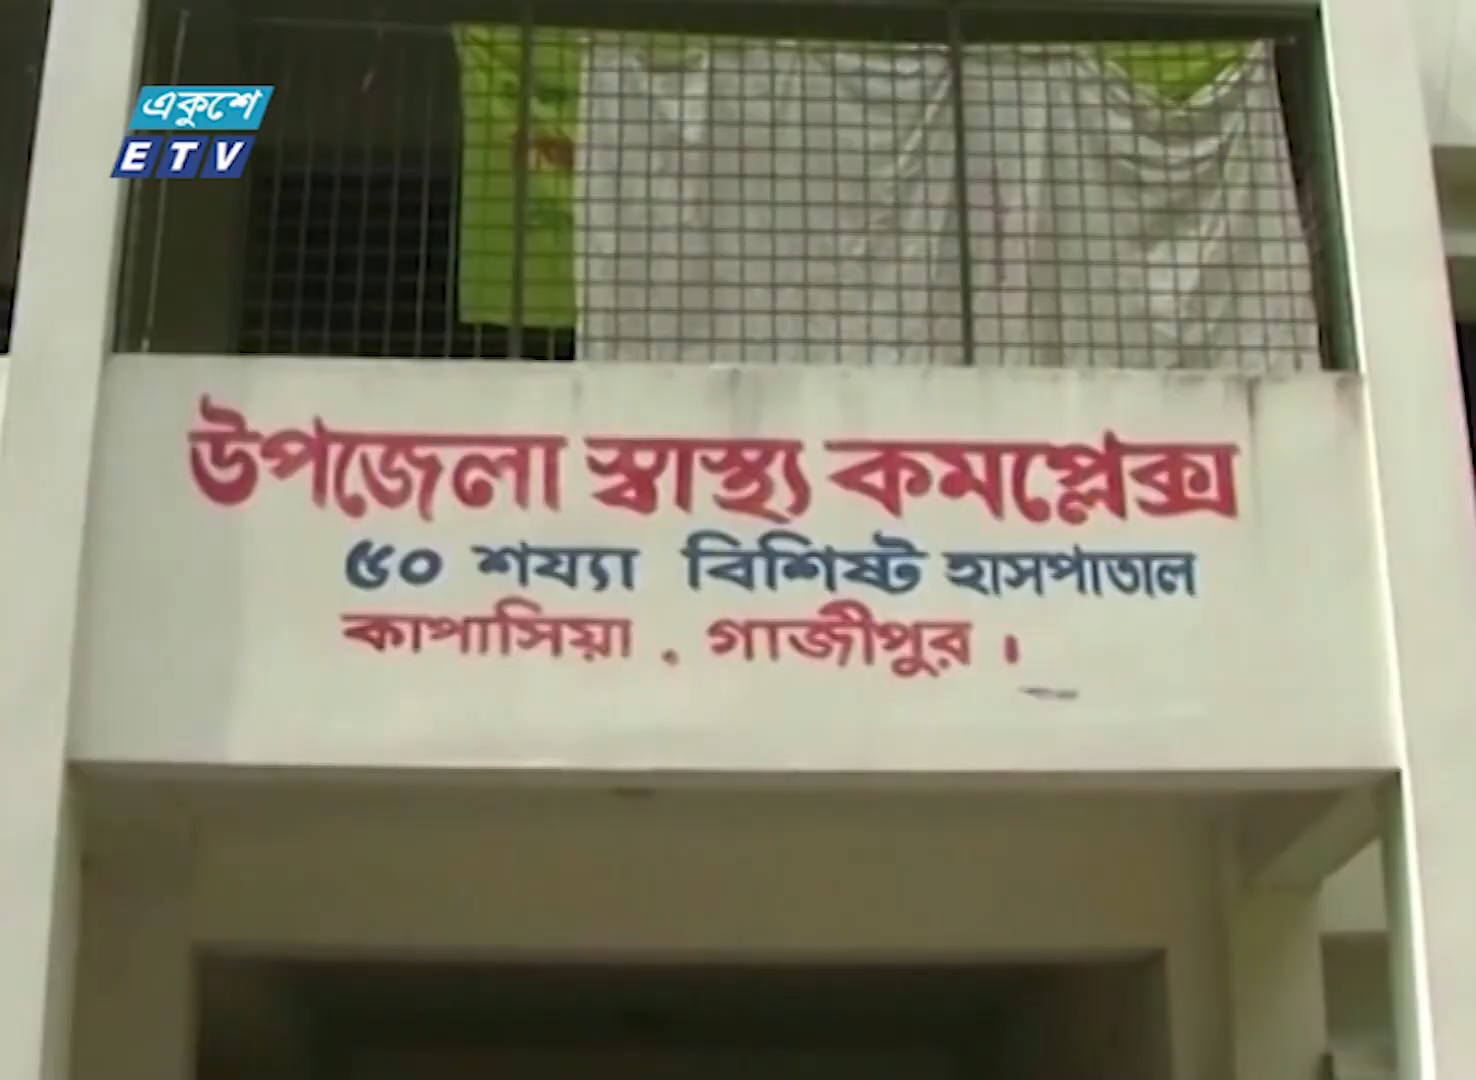 একুশে
ETV
উপজেলা স্বাস্থ্য কমপ্লেক্স
৫০ শয্যা বিশিষ্ট হাসপাতাল
কাপাসিয়া . গাজীপুর ।